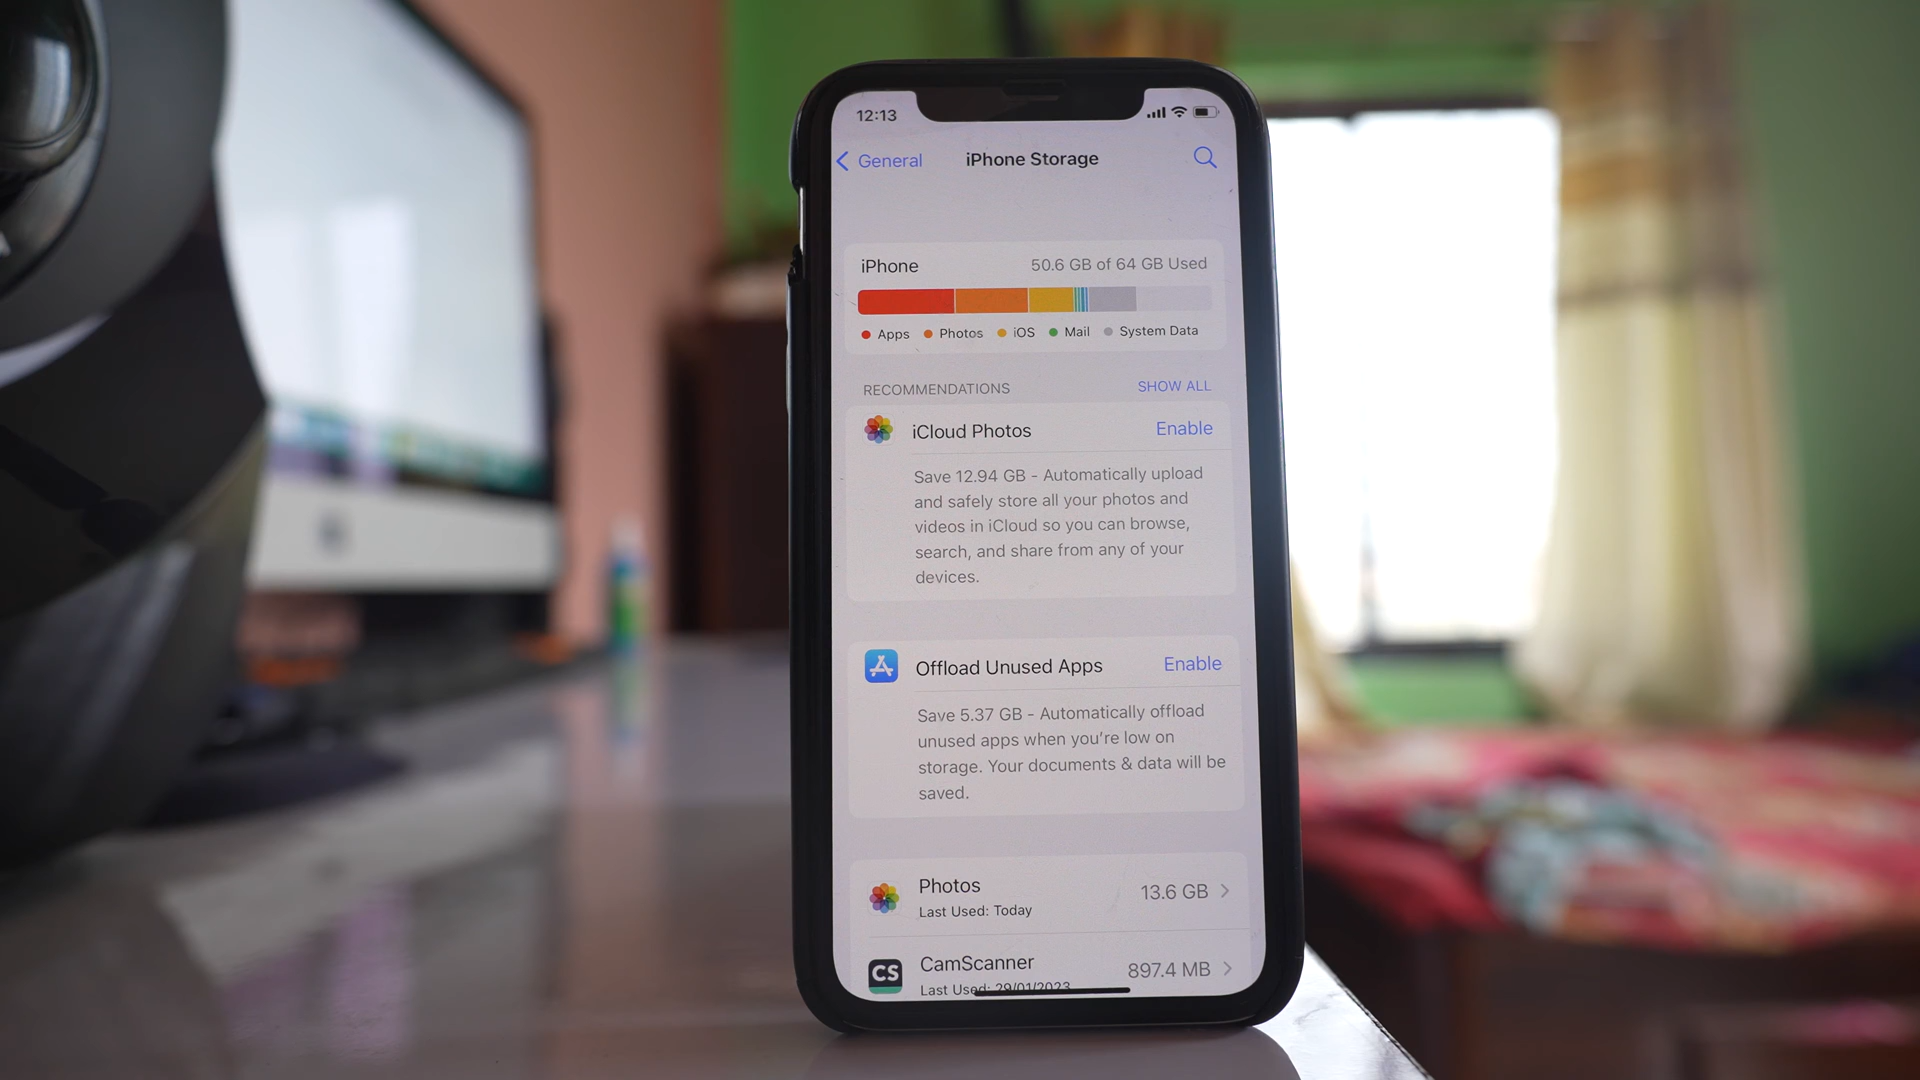 12:13
General
iPhone Storage
iPhone
50.6 GB of 64 GB Used
Apps Photos iOS Mail System Data
RECOMMENDATIONS
SHOW ALL
iCloud Photos
Enable
Save 12.94 GB - Automatically upload
and safely store all your photos and
videos in iCloud so you can browse,
search, and share from any of your
devices.
Offload Unused Apps
Enable
Save 5.37 GB - Automatically offload
unused apps when you're low on
storage. Your documents & data will be
saved.
Photos
13.6 GB
Last Used: Today
CS
CamScanner
897.4 MB
Last Used: 29/01/2023